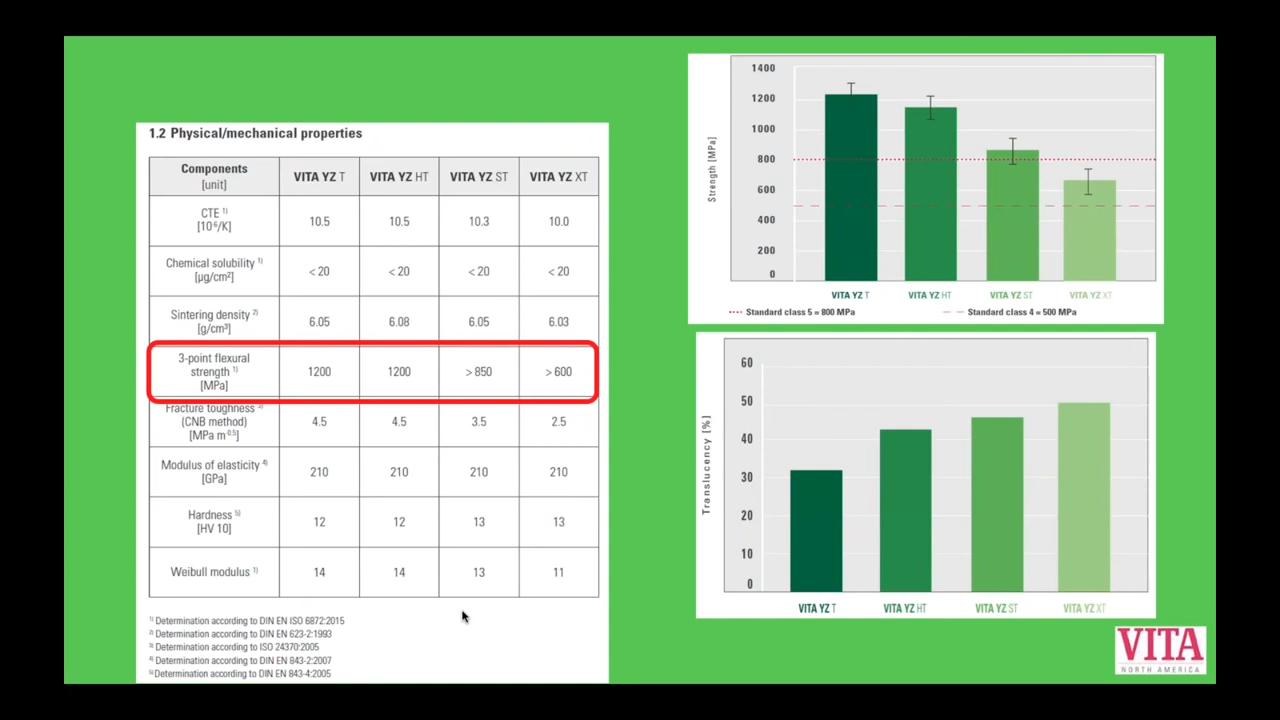 1.2 Physical/mechanical properties
Components
[unit]
VITA YZ T
VITA YZ HT
VITA YZ ST
VITA YZ XT
CTE ¹⁾
[10⁻⁶/K]
10.5
10.5
10.3
10.0
Chemical solubility ¹⁾
[µg/cm²]
< 20
< 20
< 20
< 20
Sintering density ²⁾
[g/cm³]
6.05
6.08
6.05
6.03
3-point flexural
strength ¹⁾
[MPa]
1200
1200
> 850
> 600
Fracture toughness ³⁾
(CNB method)
[MPa m⁰·⁵]
4.5
4.5
3.5
2.5
Modulus of elasticity ⁴⁾
[GPa]
210
210
210
210
Hardness ⁵⁾
[HV 10]
12
12
13
13
Weibull modulus ¹⁾
14
14
13
11
¹⁾ Determination according to DIN EN ISO 6872:2015
²⁾ Determination according to DIN EN 623-2:1993
³⁾ Determination according to ISO 24370:2005
⁴⁾ Determination according to DIN EN 843-2:2007
⁵⁾ Determination according to DIN EN 843-4:2005
Strength [MPa]
1400
1200
1000
800
600
400
200
0
VITA YZ T
VITA YZ HT
VITA YZ ST
VITA YZ XT
Standard class 5 = 800 MPa
Standard class 4 = 500 MPa
Translucency [%]
60
50
40
30
20
10
0
VITA YZ T
VITA YZ HT
VITA YZ ST
VITA YZ XT
VITA
NORTH AMERICA